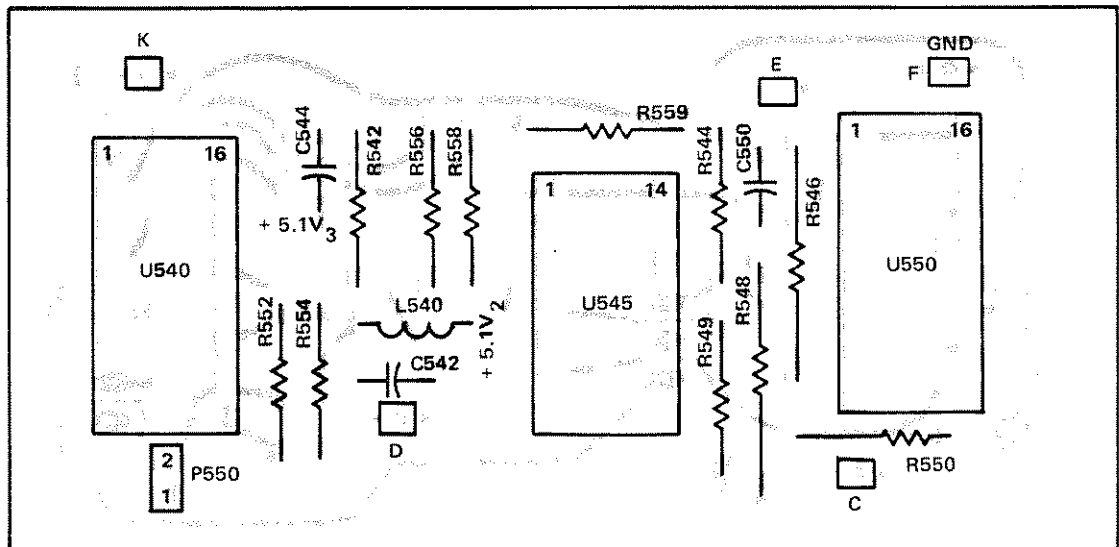 K
E
GND
F
C544
R542
R556
R558
R559
R544
C550
R546
1 16
1 14
1 16
+ 5.1V3
U540
U545
U550
R552
R554
L540
+ 5.1V2
C542
R549
R548
D
2
1
P550
R550
C